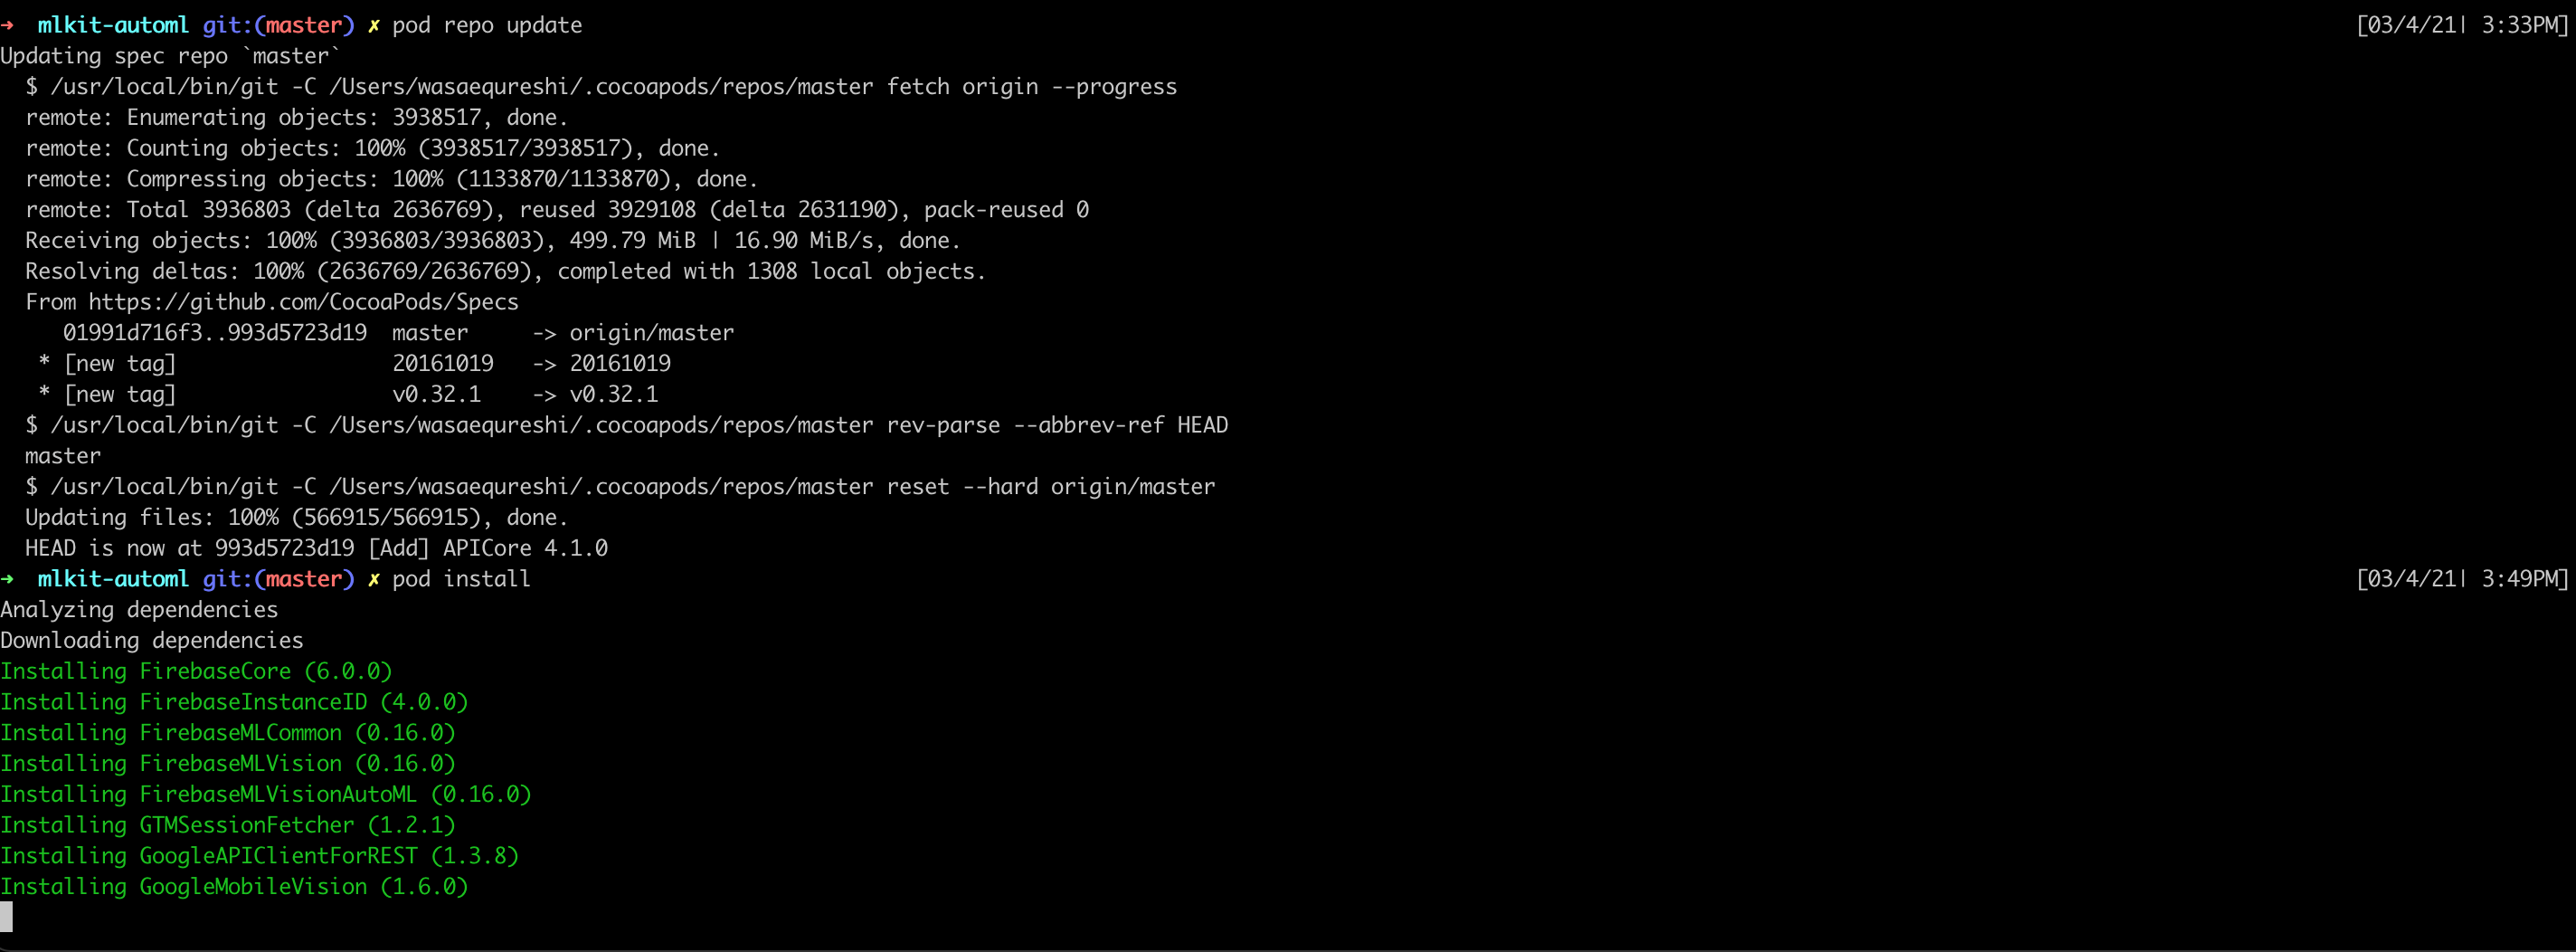 →  mlkit-automl git:(master) ✗ pod repo update [03/4/21| 3:33PM]
Updating spec repo `master`
  $ /usr/local/bin/git -C /Users/wasaequreshi/.cocoapods/repos/master fetch origin --progress
  remote: Enumerating objects: 3938517, done.
  remote: Counting objects: 100% (3938517/3938517), done.
  remote: Compressing objects: 100% (1133870/1133870), done.
  remote: Total 3936803 (delta 2636769), reused 3929108 (delta 2631190), pack-reused 0
  Receiving objects: 100% (3936803/3936803), 499.79 MiB | 16.90 MiB/s, done.
  Resolving deltas: 100% (2636769/2636769), completed with 1308 local objects.
  From https://github.com/CocoaPods/Specs
     01991d716f3..993d5723d19  master     -> origin/master
   * [new tag]                 20161019   -> 20161019
   * [new tag]                 v0.32.1    -> v0.32.1
  $ /usr/local/bin/git -C /Users/wasaequreshi/.cocoapods/repos/master rev-parse --abbrev-ref HEAD
  master
  $ /usr/local/bin/git -C /Users/wasaequreshi/.cocoapods/repos/master reset --hard origin/master
  Updating files: 100% (566915/566915), done.
  HEAD is now at 993d5723d19 [Add] APICore 4.1.0
→  mlkit-automl git:(master) ✗ pod install [03/4/21| 3:49PM]
Analyzing dependencies
Downloading dependencies
Installing FirebaseCore (6.0.0)
Installing FirebaseInstanceID (4.0.0)
Installing FirebaseMLCommon (0.16.0)
Installing FirebaseMLVision (0.16.0)
Installing FirebaseMLVisionAutoML (0.16.0)
Installing GTMSessionFetcher (1.2.1)
Installing GoogleAPIClientForREST (1.3.8)
Installing GoogleMobileVision (1.6.0)